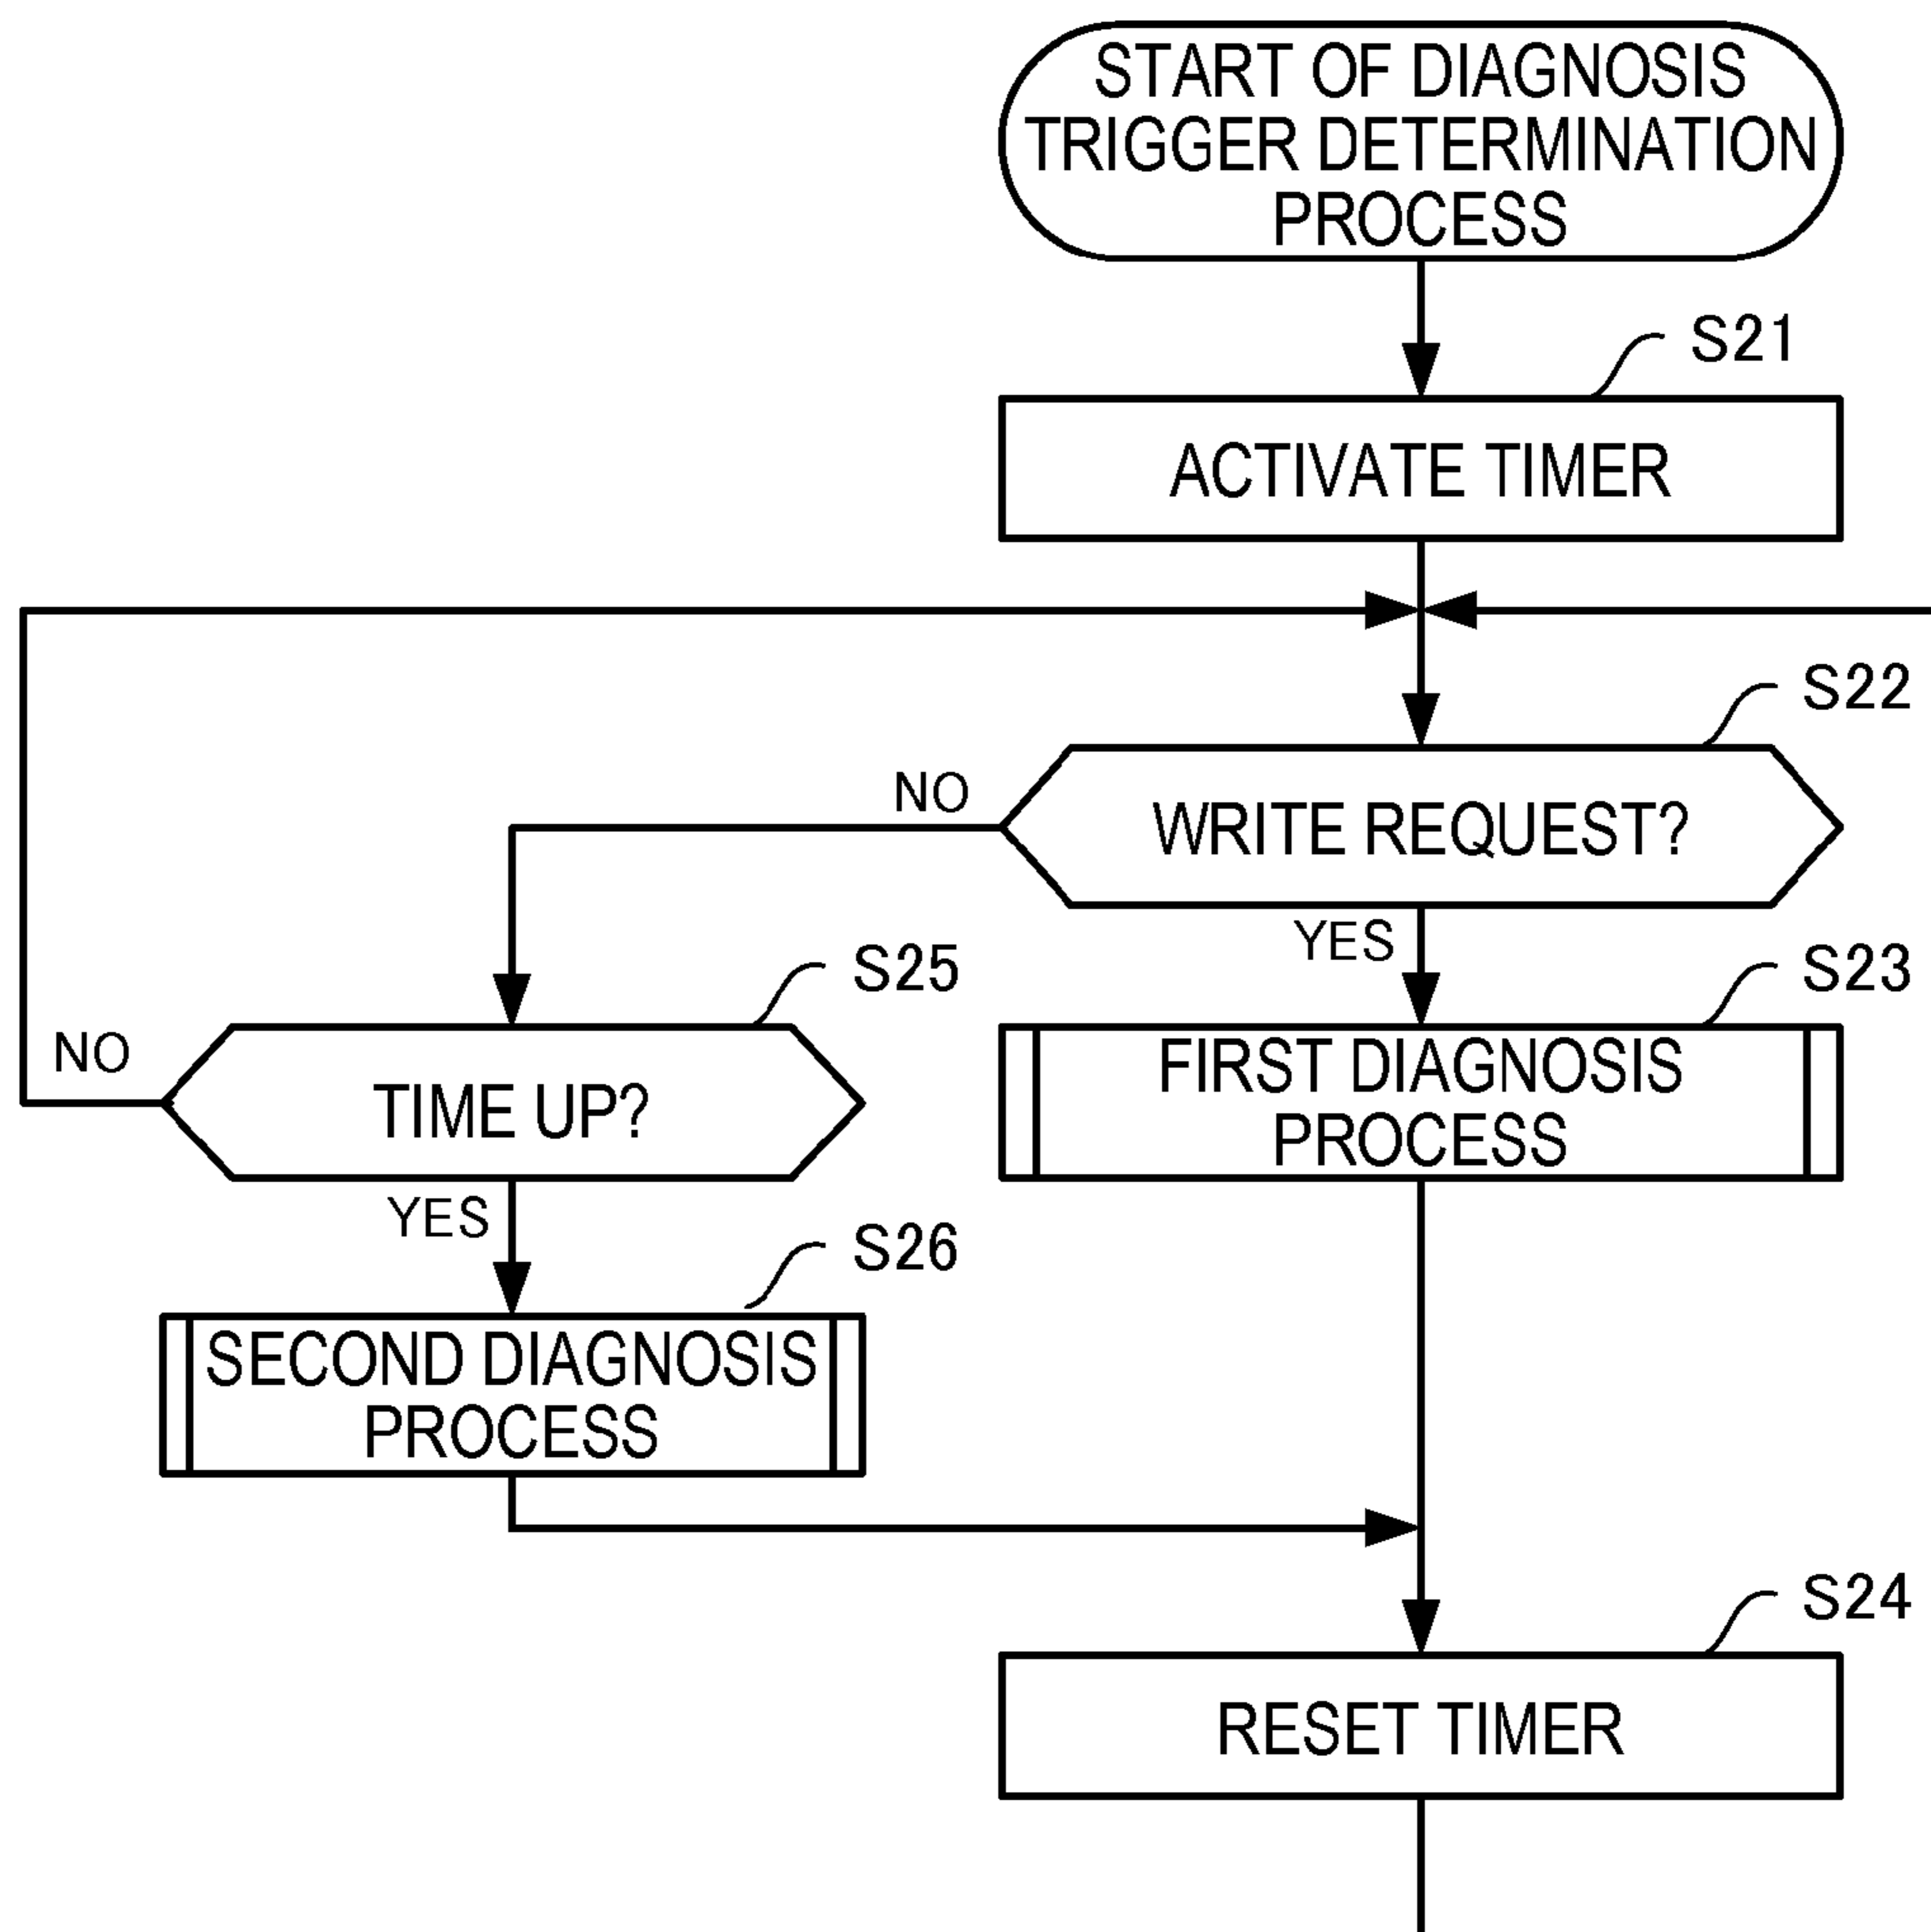 START OF DIAGNOSIS
TRIGGER DETERMINATION
PROCESS
S21
ACTIVATE TIMER
S22
NO
WRITE REQUEST?
YES
S25
S23
NO
TIME UP?
FIRST DIAGNOSIS
PROCESS
YES
S26
SECOND DIAGNOSIS
PROCESS
S24
RESET TIMER